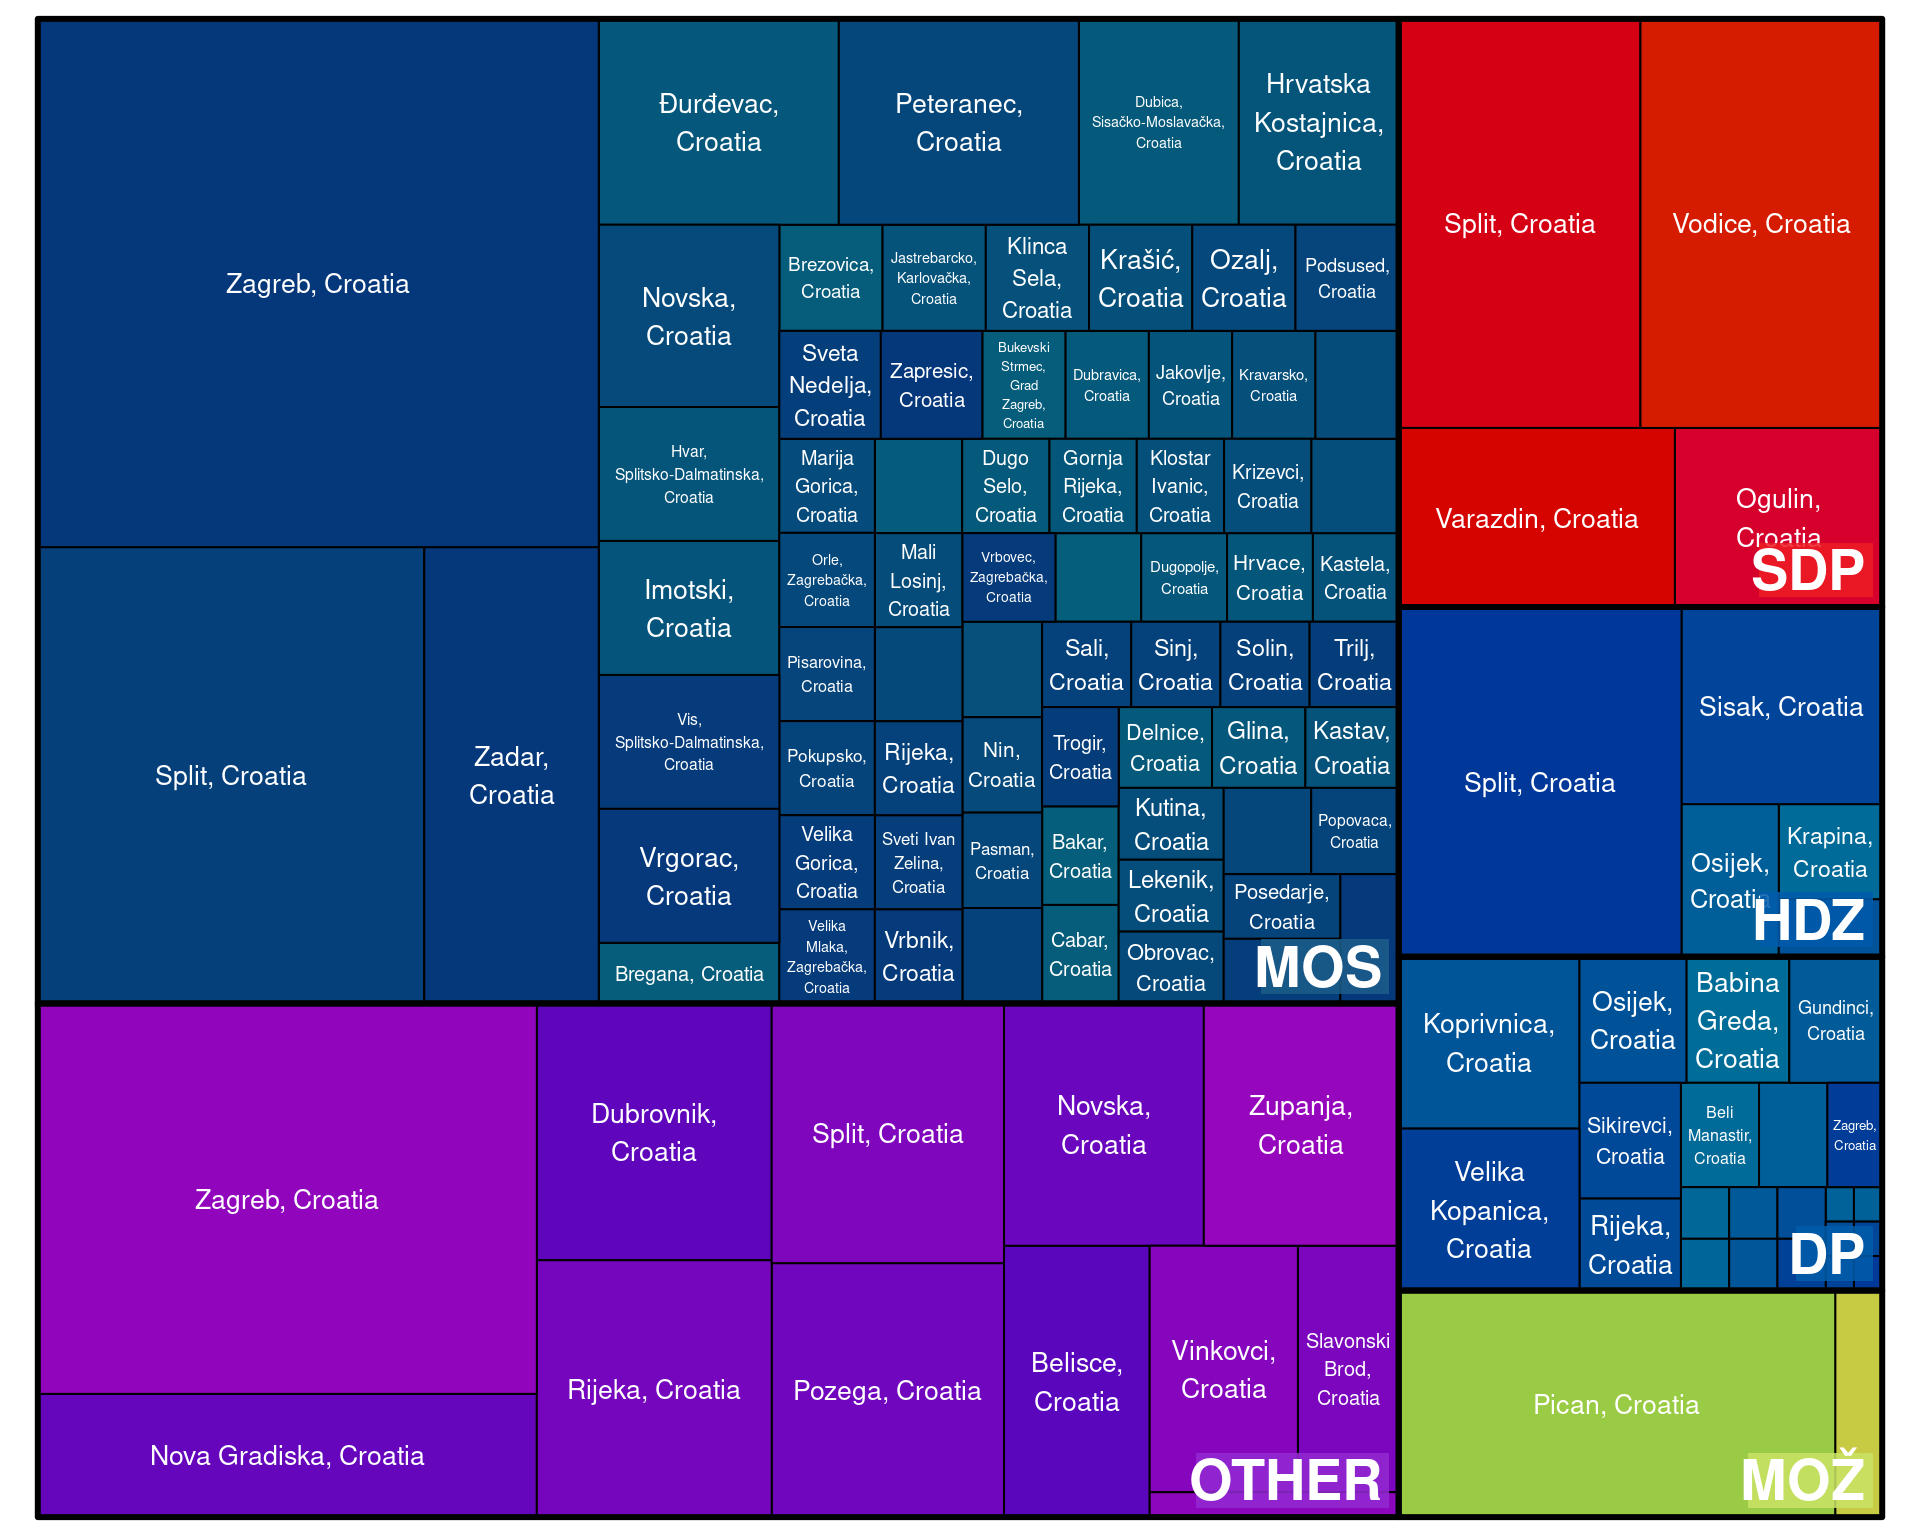 Zagreb, Croatia
Split, Croatia
Zadar,
Croatia
Đurđevac,
Croatia
Peteranec,
Croatia
Dubica,
Sisačko-Moslavačka,
Croatia
Hrvatska
Kostajnica,
Croatia
Novska,
Croatia
Hvar,
Splitsko-Dalmatinska,
Croatia
Imotski,
Croatia
Vis,
Splitsko-Dalmatinska,
Croatia
Vrgorac,
Croatia
Bregana, Croatia
Brezovica,
Croatia
Jastrebarcko,
Karlovačka,
Croatia
Klinca
Sela,
Croatia
Krašić,
Croatia
Ozalj,
Croatia
Podsused,
Croatia
Sveta
Nedelja,
Croatia
Zapresic,
Croatia
Bukevski
Strmec,
Grad
Zagreb,
Croatia
Dubravica,
Croatia
Jakovlje,
Croatia
Kravarsko,
Croatia
Marija
Gorica,
Croatia
Dugo
Selo,
Croatia
Gornja
Rijeka,
Croatia
Klostar
Ivanic,
Croatia
Krizevci,
Croatia
Orle,
Zagrebačka,
Croatia
Mali
Losinj,
Croatia
Vrbovec,
Zagrebačka,
Croatia
Dugopolje,
Croatia
Hrvace,
Croatia
Kastela,
Croatia
Pisarovina,
Croatia
Sali,
Croatia
Sinj,
Croatia
Solin,
Croatia
Trilj,
Croatia
Pokupsko,
Croatia
Rijeka,
Croatia
Nin,
Croatia
Trogir,
Croatia
Delnice,
Croatia
Glina,
Croatia
Kastav,
Croatia
Velika
Gorica,
Croatia
Sveti Ivan
Zelina,
Croatia
Pasman,
Croatia
Bakar,
Croatia
Kutina,
Croatia
Popovaca,
Croatia
Lekenik,
Croatia
Posedarje,
Croatia
Velika
Mlaka,
Zagrebačka,
Croatia
Vrbnik,
Croatia
Cabar,
Croatia
Obrovac,
Croatia
MOS
Split, Croatia
Vodice, Croatia
Varazdin, Croatia
Ogulin,
Croatia
SDP
Split, Croatia
Sisak, Croatia
Osijek,
Croatia
Krapina,
Croatia
HDZ
Koprivnica,
Croatia
Velika
Kopanica,
Croatia
Osijek,
Croatia
Babina
Greda,
Croatia
Gundinci,
Croatia
Sikirevci,
Croatia
Beli
Manastir,
Croatia
Zagreb,
Croatia
Rijeka,
Croatia
DP
Zagreb, Croatia
Nova Gradiska, Croatia
Dubrovnik,
Croatia
Rijeka, Croatia
Split, Croatia
Pozega, Croatia
Novska,
Croatia
Zupanja,
Croatia
Belisce,
Croatia
Vinkovci,
Croatia
Slavonski
Brod,
Croatia
OTHER
Pican, Croatia
MOŽ